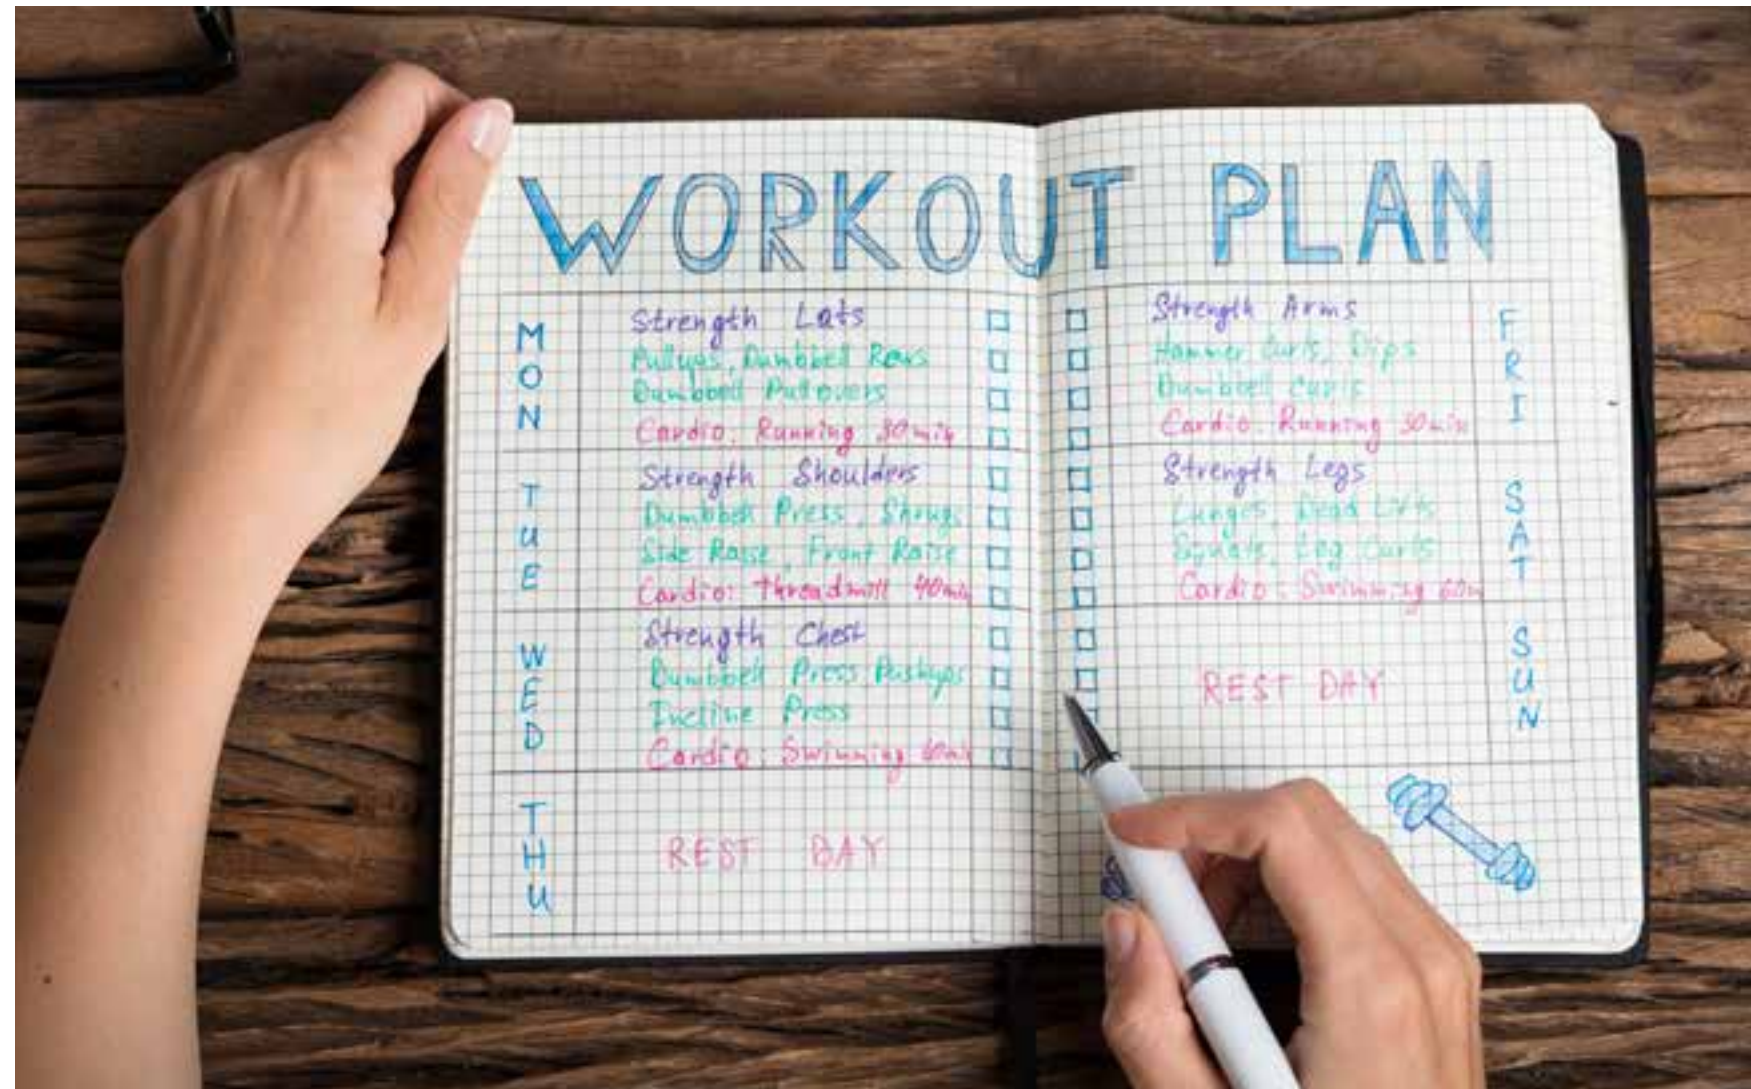 WORKOUT PLAN
MON
Strength Lats
Pullups, Dumbbell Rows
Dumbbell Pullovers
Cardio: Running 30min
TUE
Strength Shoulders
Dumbbell Press, Shrugs
Side Raise, Front Raise
Cardio: Threadmill 40min
WED
Strength Chest
Dumbbell Press Pushups
Incline Press
Cardio: Swimming 60min
THU
REST DAY
FRI
Strength Arms
Hammer Curls, Dips
Dumbbell Curls
Cardio: Running 30min
SAT
Strength Legs
Lunges, Dead Lifts
Squats, Leg Curls
Cardio: Swimming 60m
SUN
REST DAY